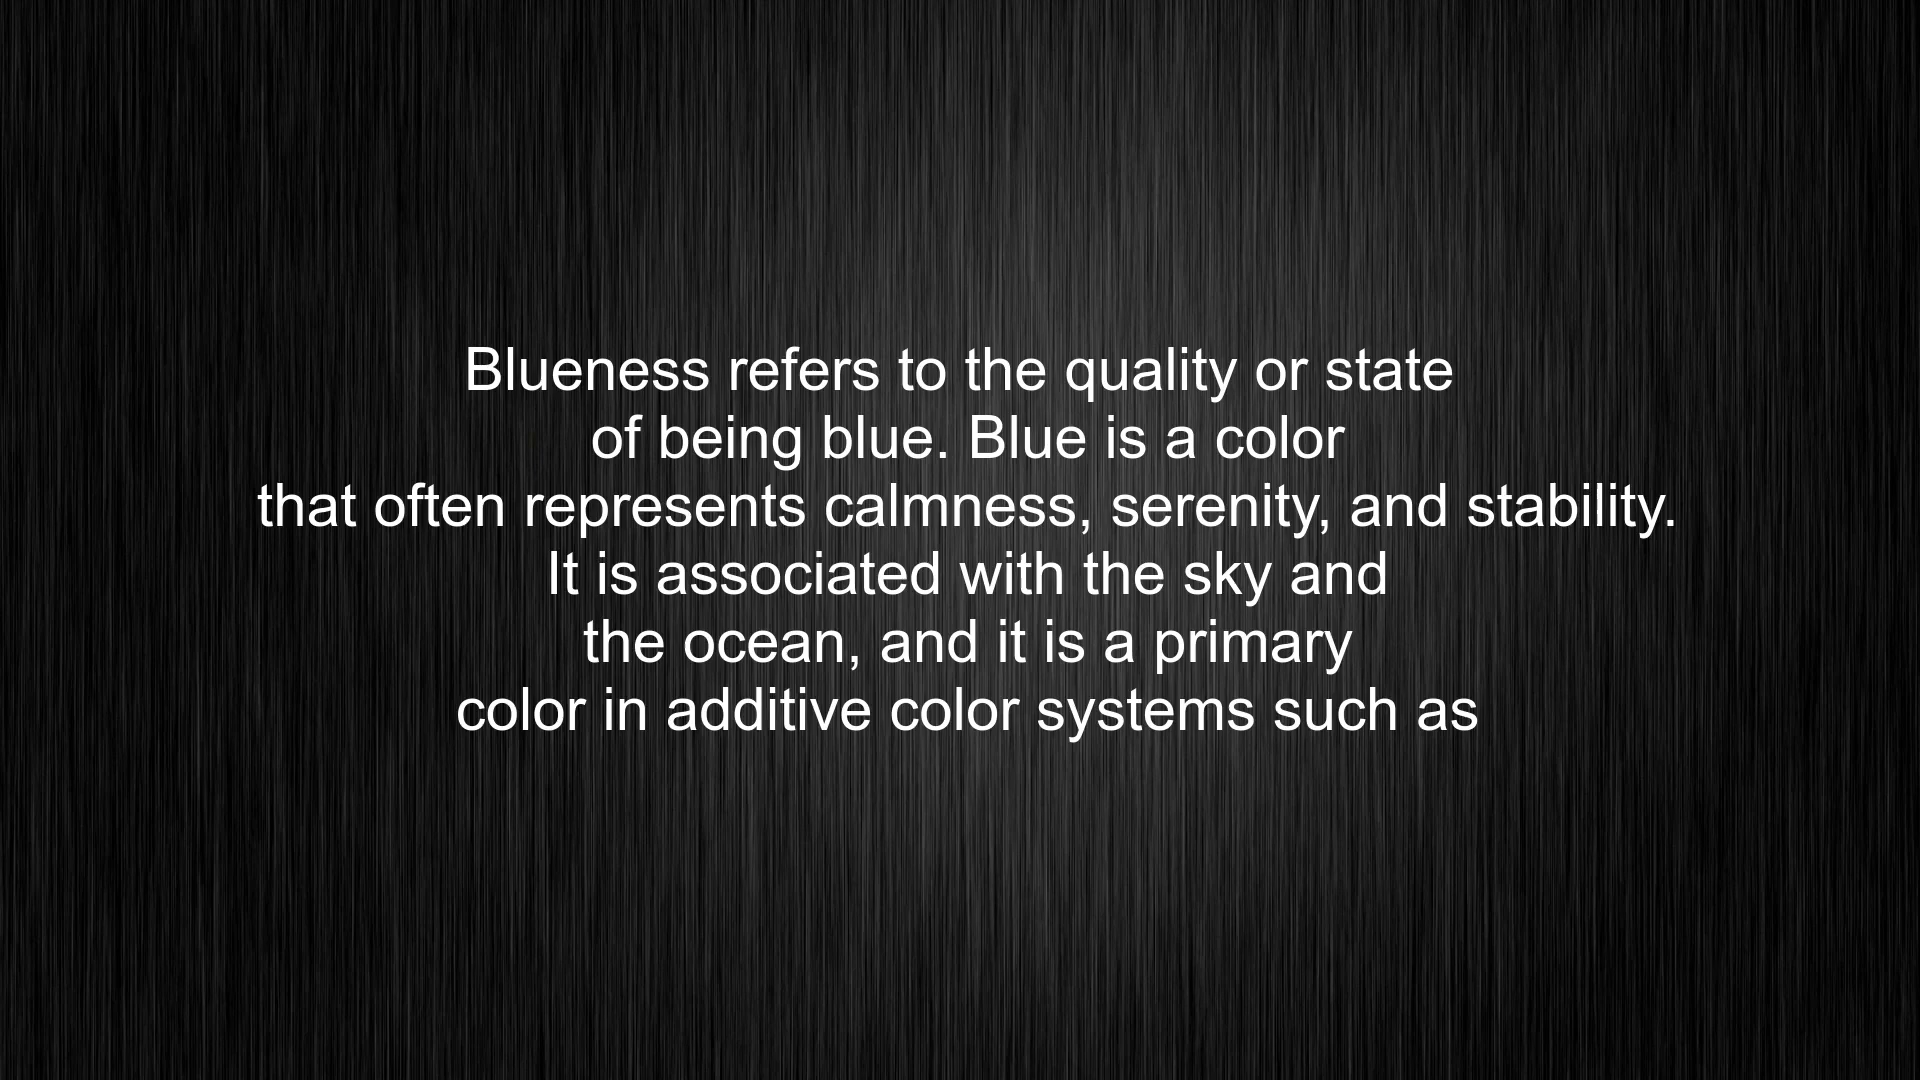 Blueness refers to the quality or state
of being blue. Blue is a color
that often represents calmness, serenity, and stability.
It is associated with the sky and
the ocean, and it is a primary
color in additive color systems such as